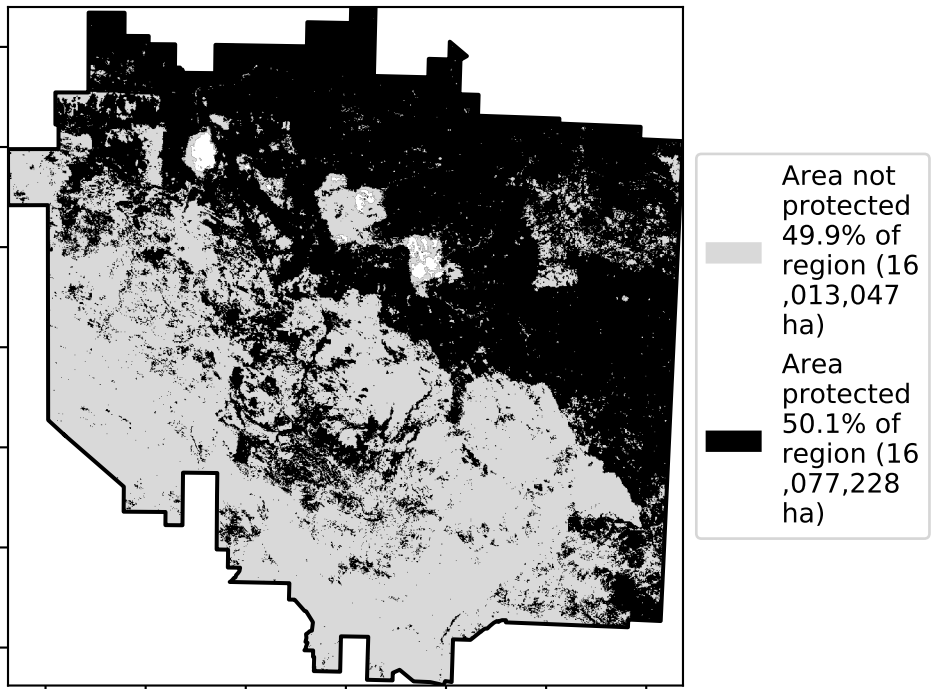 Area not
protected
49.9% of
region (16
,013,047
ha)
Area
protected
50.1% of
region (16
,077,228
ha)